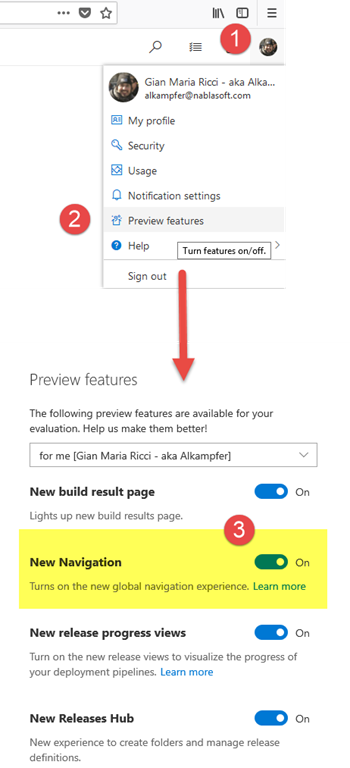 1
Gian Maria Ricci - aka Alka...
alkampfer@nablasoft.com
My profile
Security
Usage
Notification settings
2
Preview features
Help
Turn features on/off.
Sign out
Preview features
The following preview features are available for your
evaluation. Help us make them better!
for me [Gian Maria Ricci - aka Alkampfer]
New build result page
On
Lights up new build results page.
3
New Navigation
On
Turns on the new global navigation experience. Learn more
New release progress views
On
Turn on the new release views to visualize the progress of
your deployment pipelines. Learn more
New Releases Hub
On
New experience to create folders and manage release
definitions.